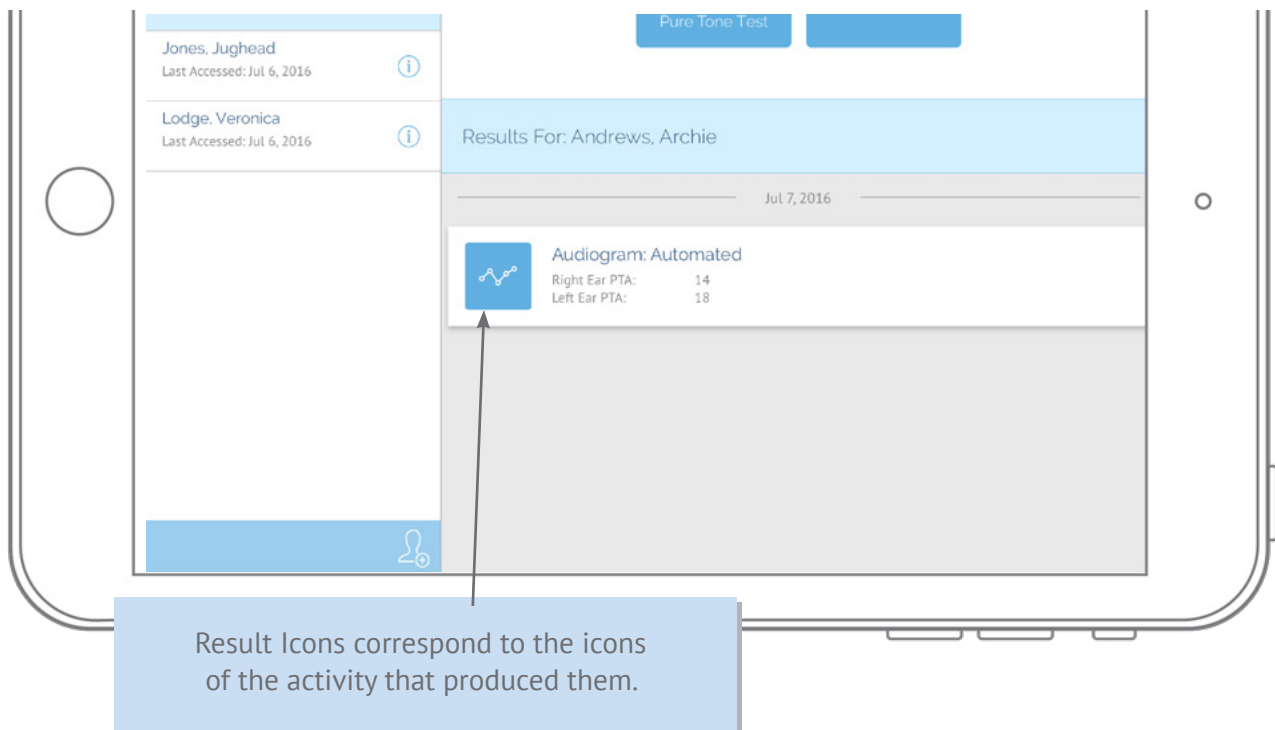 Pure Tone Test
Jones, Jughead
Last Accessed: Jul 6, 2016
Lodge, Veronica
Last Accessed: Jul 6, 2016
Results For: Andrews, Archie
Jul 7, 2016
Audiogram: Automated
Right Ear PTA: 14
Left Ear PTA: 18
Result Icons correspond to the icons
of the activity that produced them.